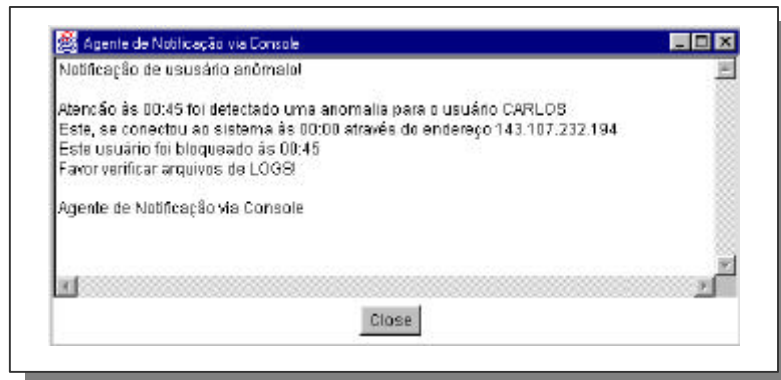 Agente de Notificação via Console
Notificação de ususário anômalo!
Atencão às 00:45 foi detectado uma anomalia para o usuário CARLOS
Este, se conectou ao sistema às 00:00 através do endereço 143.107.232.194
Este usuário foi bloqueado às 00:45
Favor verificar arquivos de LOGS!
Agente de Notificação via Console
Close